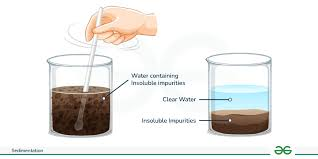 Water containing
Insoluble impurities
Clear Water
Insoluble Impurities
Sedimentation